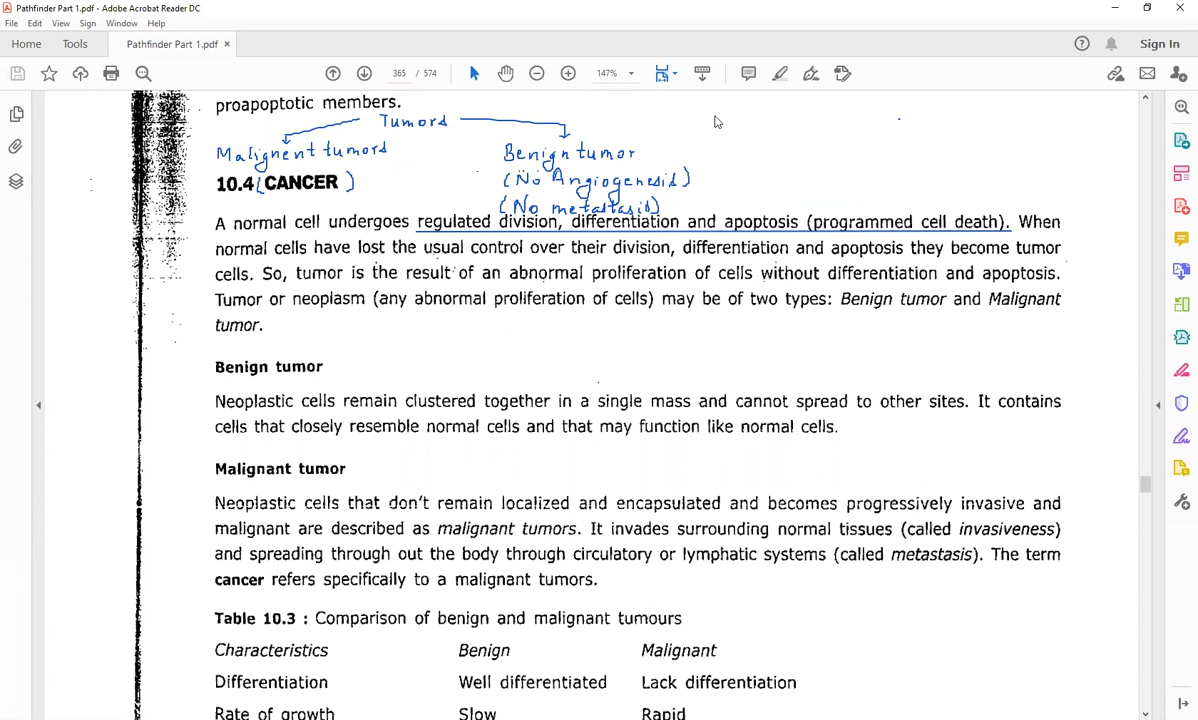 Pathfinder Part 1.pdf - Adobe Acrobat Reader DC
File Edit View Sign Window Help
Home Tools Pathfinder Part 1.pdf × Sign In
365 / 574 147%
proapoptotic members.
Tumors
Malignent tumors Benign tumor
10.4 (CANCER) (No Angiogenesis)
(No metastasis)
A normal cell undergoes regulated division, differentiation and apoptosis (programmed cell death). When
normal cells have lost the usual control over their division, differentiation and apoptosis they become tumor
cells. So, tumor is the result of an abnormal proliferation of cells without differentiation and apoptosis.
Tumor or neoplasm (any abnormal proliferation of cells) may be of two types: Benign tumor and Malignant
tumor.
Benign tumor
Neoplastic cells remain clustered together in a single mass and cannot spread to other sites. It contains
cells that closely resemble normal cells and that may function like normal cells.
Malignant tumor
Neoplastic cells that don't remain localized and encapsulated and becomes progressively invasive and
malignant are described as malignant tumors. It invades surrounding normal tissues (called invasiveness)
and spreading through out the body through circulatory or lymphatic systems (called metastasis). The term
cancer refers specifically to a malignant tumors.
Table 10.3 : Comparison of benign and malignant tumours
Characteristics Benign Malignant
Differentiation Well differentiated Lack differentiation
Rate of growth Slow Rapid